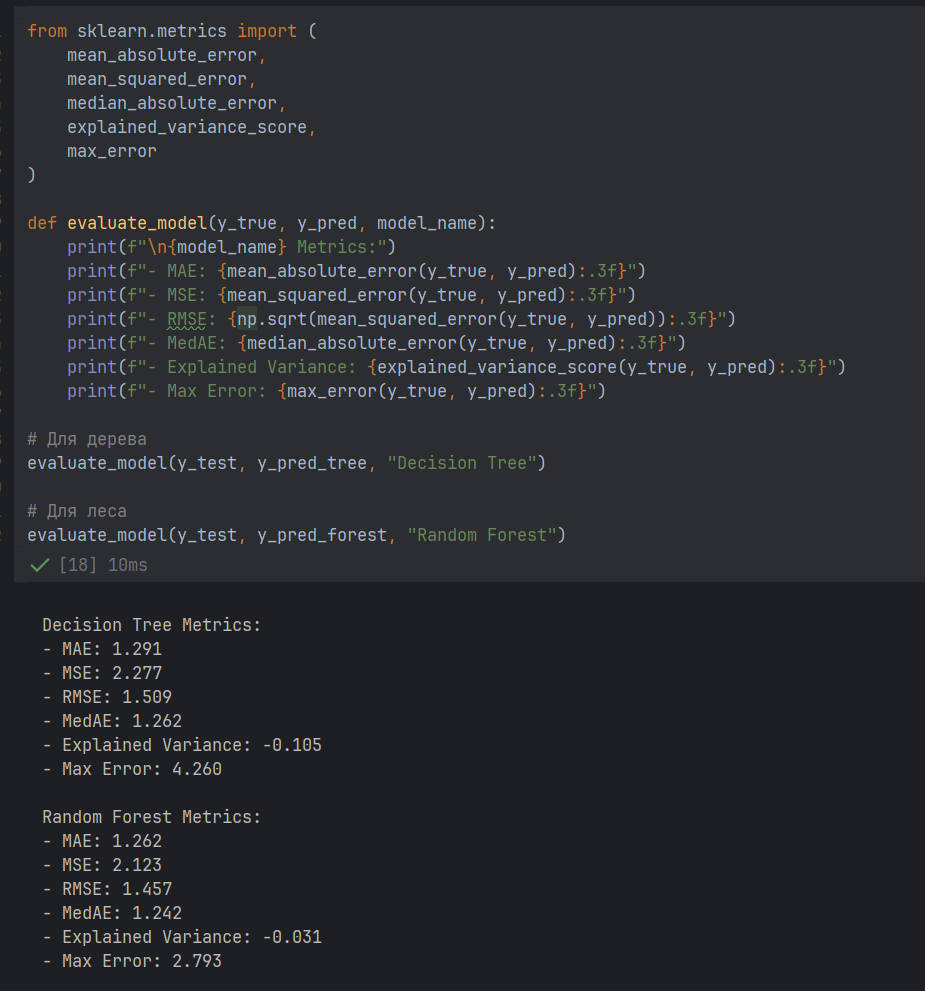 from sklearn.metrics import (
    mean_absolute_error,
    mean_squared_error,
    median_absolute_error,
    explained_variance_score,
    max_error
)
def evaluate_model(y_true, y_pred, model_name):
    print(f"\n{model_name} Metrics:")
    print(f"- MAE: {mean_absolute_error(y_true, y_pred):.3f}")
    print(f"- MSE: {mean_squared_error(y_true, y_pred):.3f}")
    print(f"- RMSE: {np.sqrt(mean_squared_error(y_true, y_pred)):.3f}")
    print(f"- MedAE: {median_absolute_error(y_true, y_pred):.3f}")
    print(f"- Explained Variance: {explained_variance_score(y_true, y_pred):.3f}")
    print(f"- Max Error: {max_error(y_true, y_pred):.3f}")
# Для дерева
evaluate_model(y_test, y_pred_tree, "Decision Tree")
# Для леса
evaluate_model(y_test, y_pred_forest, "Random Forest")
[18] 10ms
Decision Tree Metrics:
- MAE: 1.291
- MSE: 2.277
- RMSE: 1.509
- MedAE: 1.262
- Explained Variance: -0.105
- Max Error: 4.260
Random Forest Metrics:
- MAE: 1.262
- MSE: 2.123
- RMSE: 1.457
- MedAE: 1.242
- Explained Variance: -0.031
- Max Error: 2.793